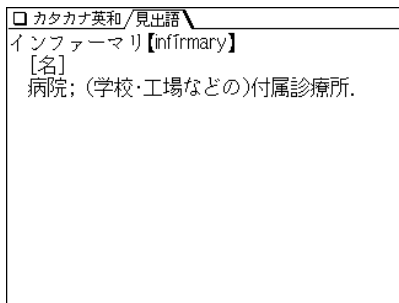 カタカナ英和/見出語
インファーマリ【infírmary】
[名]
病院; (学校·工場などの)付属診療所.